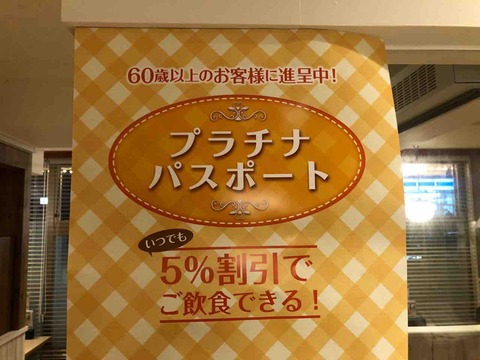 60歳以上のお客様に進呈中！
プラチナ
パスポート
いつでも
5%割引で
ご飲食できる！